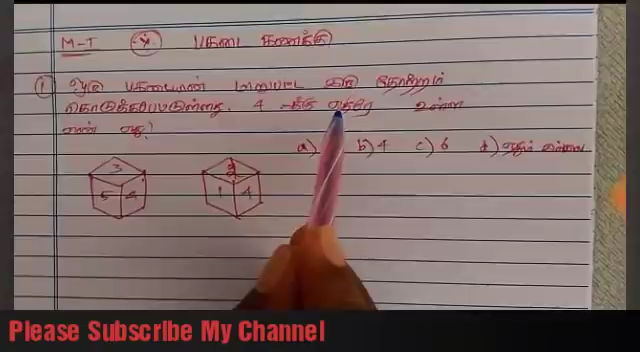 M-T பகடை கணக்கு
① ஒரு பகடையின் மாறுபட்ட இரு தோற்றம்
கொடுக்கப்பட்டுள்ளது. 4 -க்கு எதிரே உள்ள
எண் எது?
a) b) 4 c) 6 d) ஏதும் இல்லை
3 2
5 4 1 4
Please Subscribe My Channel